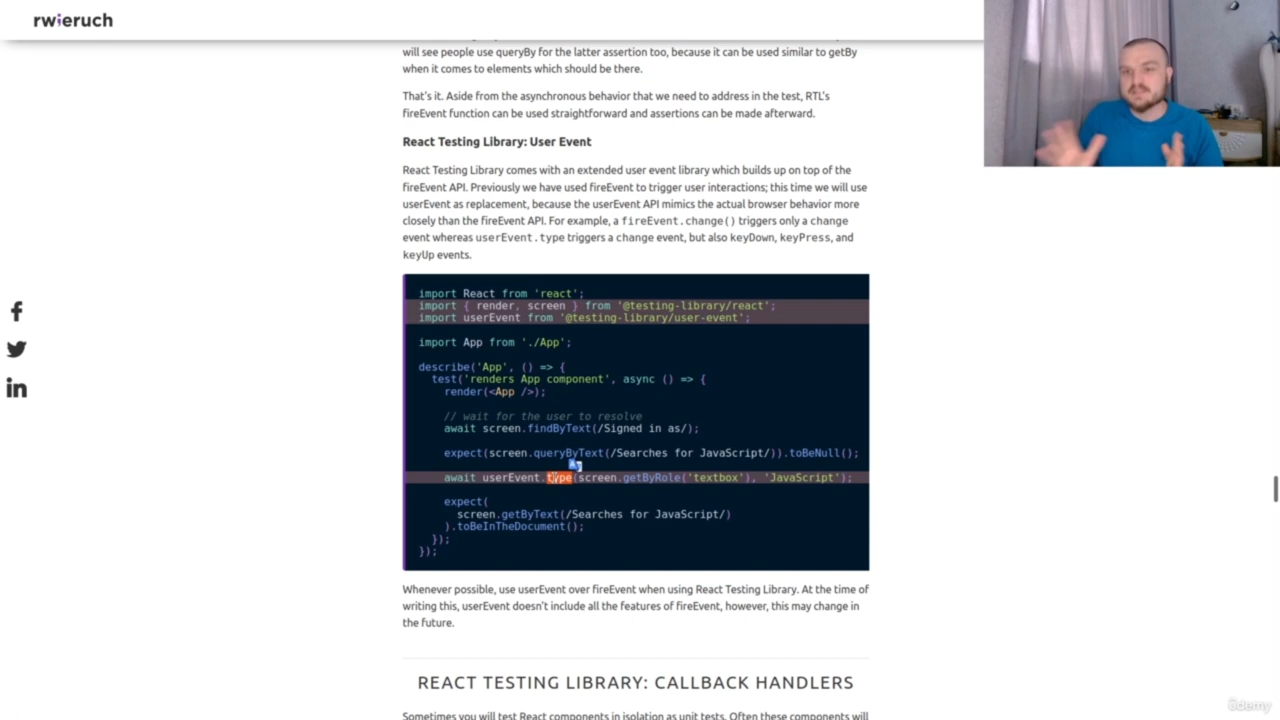 rwieruch
will see people use queryBy for the latter assertion too, because it can be used similar to getBy
when it comes to elements which should be there.
That's it. Aside from the asynchronous behavior that we need to address in the test, RTL's
fireEvent function can be used straightforward and assertions can be made afterward.
React Testing Library: User Event
React Testing Library comes with an extended user event library which builds up on top of the
fireEvent API. Previously we have used fireEvent to trigger user interactions; this time we will use
userEvent as replacement, because the userEvent API mimics the actual browser behavior more
closely than the fireEvent API. For example, a fireEvent.change() triggers only a change
event whereas userEvent.type triggers a change event, but also keyDown, keyPress, and
keyUp events.
import React from 'react';
import { render, screen } from '@testing-library/react';
import userEvent from '@testing-library/user-event';
import App from './App';
describe('App', () => {
test('renders App component', async () => {
render(<App />);
// wait for the user to resolve
await screen.findByText(/Signed in as/);
expect(screen.queryByText(/Searches for JavaScript/)).toBeNull();
await userEvent.type(screen.getByRole('textbox'), 'JavaScript');
expect(
screen.getByText(/Searches for JavaScript/)
).toBeInTheDocument();
});
});
Whenever possible, use userEvent over fireEvent when using React Testing Library. At the time of
writing this, userEvent doesn't include all the features of fireEvent, however, this may change in
the future.
REACT TESTING LIBRARY: CALLBACK HANDLERS
Sometimes you will test React components in isolation as unit tests. Often these components will
ûdemy